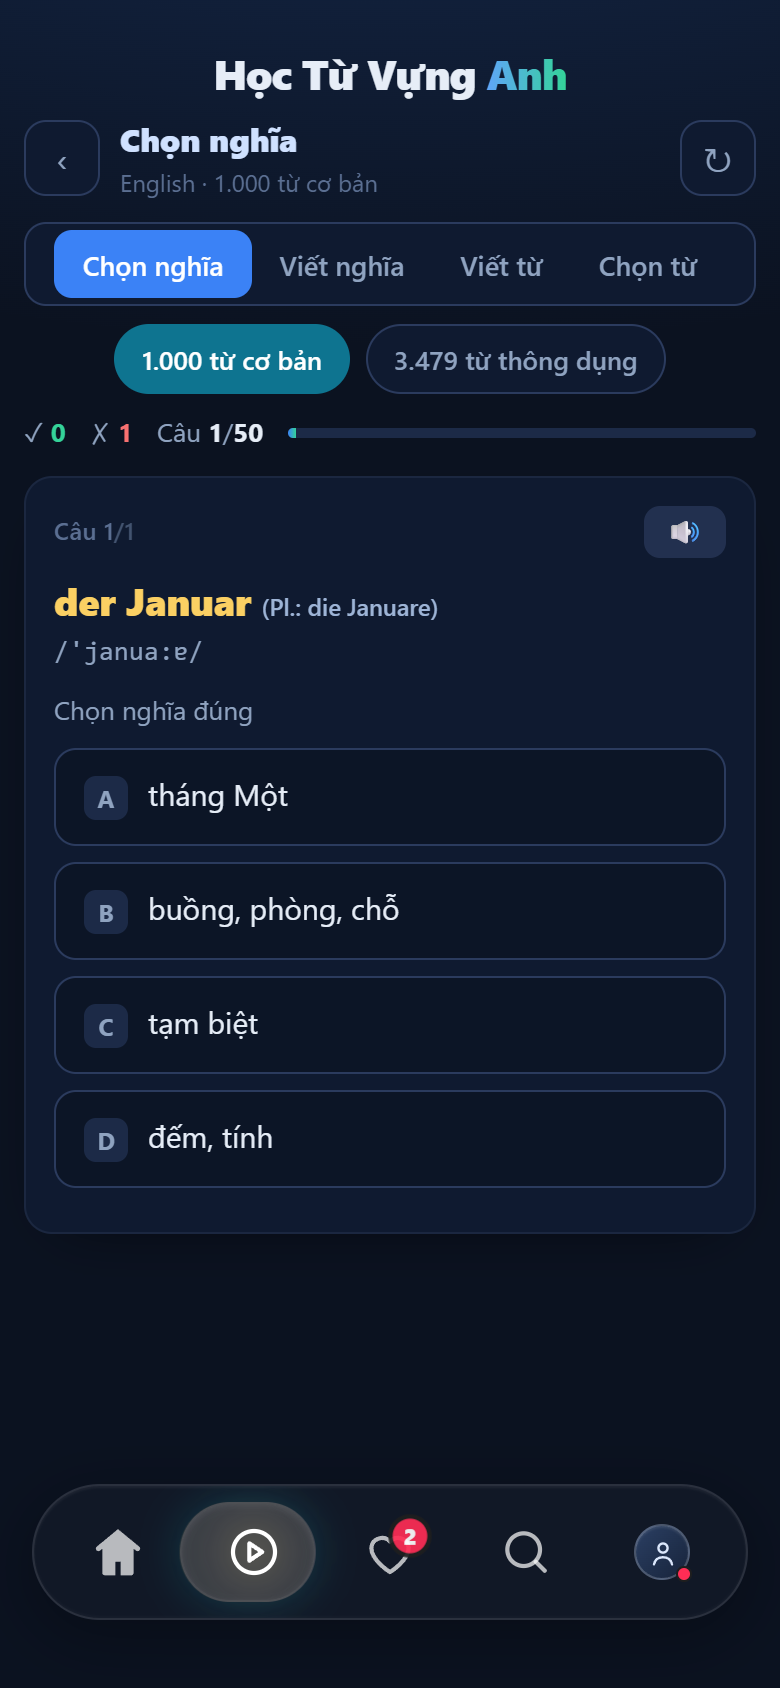 Học Từ Vựng Anh
‹
Chọn nghĩa
English · 1.000 từ cơ bản
↻
Chọn nghĩa Viết nghĩa Viết từ Chọn từ
1.000 từ cơ bản 3.479 từ thông dụng
✓ 0 ✗ 1 Câu 1/50
Câu 1/1
der Januar (Pl.: die Januare)
/ˈjanuaːɐ/
Chọn nghĩa đúng
A tháng Một
B buồng, phòng, chỗ
C tạm biệt
D đếm, tính
2